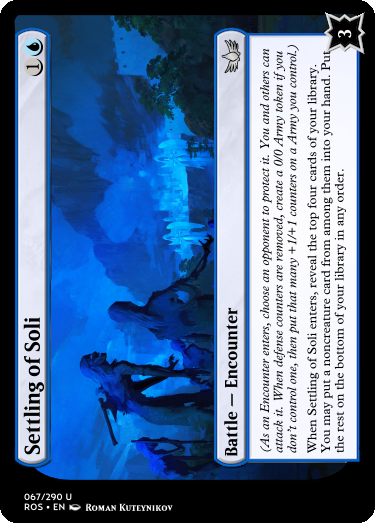 Settling of Soli
1
Battle — Encounter
(As an Encounter enters, choose an opponent to protect it. You and others can
attack it. When defense counters are removed, create a 0/0 Army token if you
don't control one, then put that many +1/+1 counters on a Army you control.)
When Settling of Soli enters, reveal the top four cards of your library.
You may put a noncreature card from among them into your hand. Put
the rest on the bottom of your library in any order.
3
067/290 U
ROS • EN Roman Kuteynikov